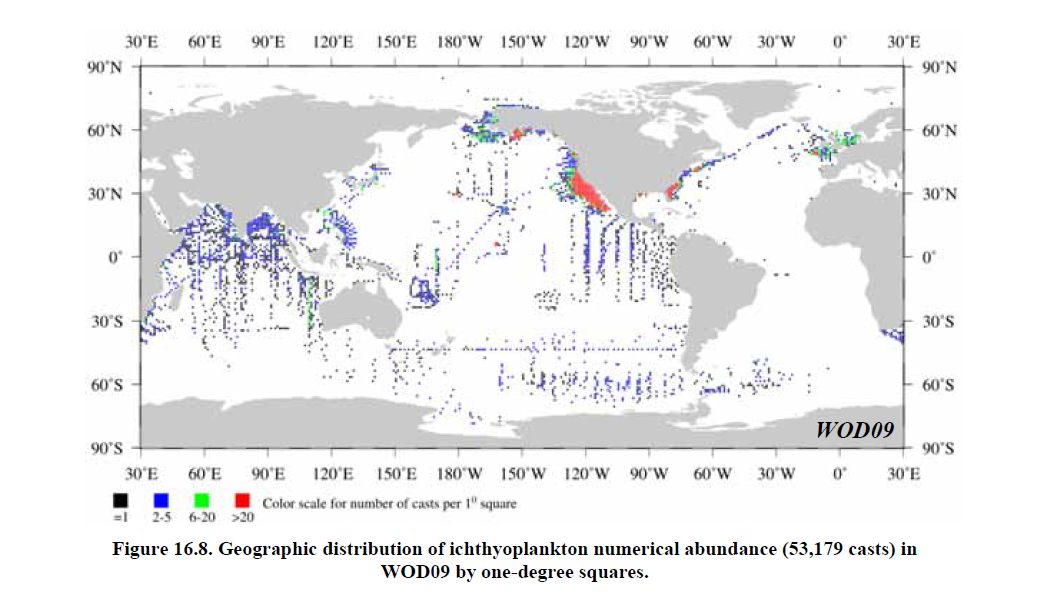 30˚E 60˚E 90˚E 120˚E 150˚E 180˚W 150˚W 120˚W 90˚W 60˚W 30˚W 0˚ 30˚E
90˚N 90˚N
60˚N 60˚N
30˚N 30˚N
0˚ 0˚
30˚S 30˚S
60˚S 60˚S
WOD09
90˚S 90˚S
30˚E 60˚E 90˚E 120˚E 150˚E 180˚W 150˚W 120˚W 90˚W 60˚W 30˚W 0˚ 30˚E
Color scale for number of casts per 1⁰ square
=1 2-5 6-20 >20
Figure 16.8. Geographic distribution of ichthyoplankton numerical abundance (53,179 casts) in
WOD09 by one-degree squares.